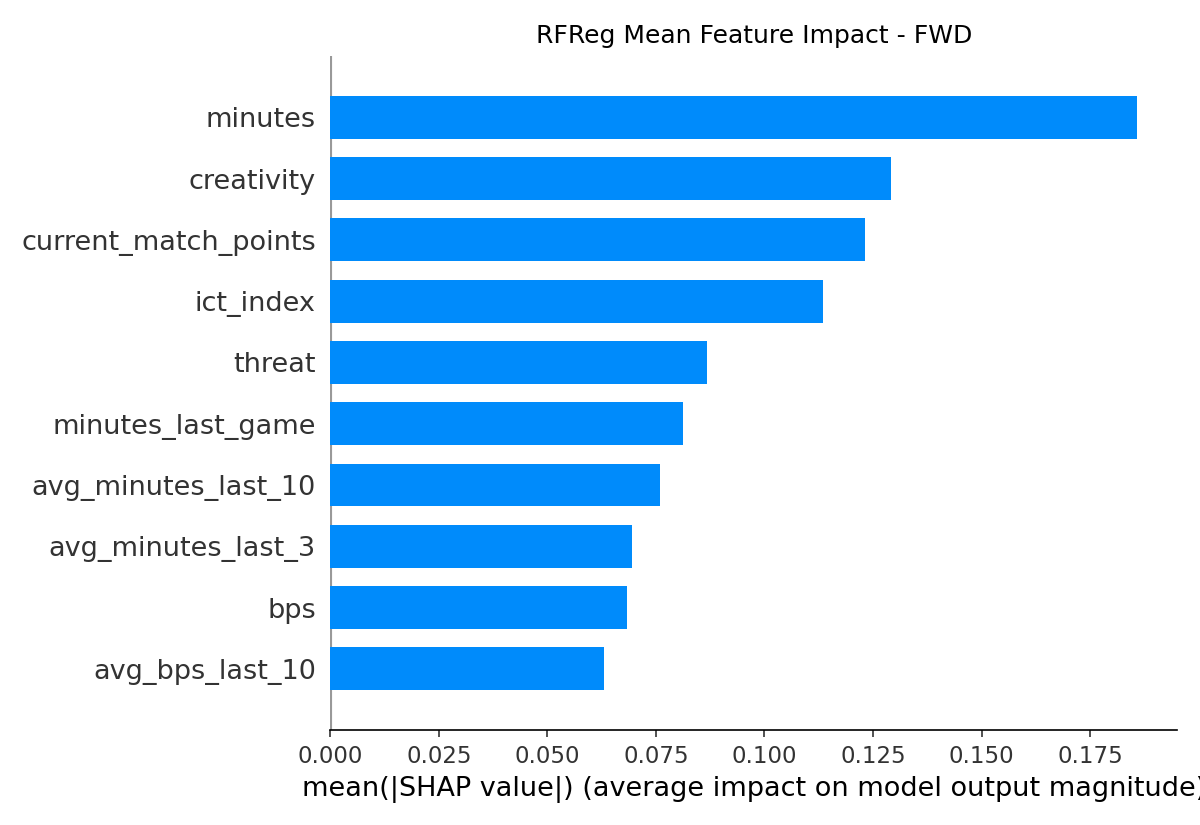 RFReg Mean Feature Impact - FWD
minutes
creativity
current_match_points
ict_index
threat
minutes_last_game
avg_minutes_last_10
avg_minutes_last_3
bps
avg_bps_last_10
0.000 0.025 0.050 0.075 0.100 0.125 0.150 0.175
mean(|SHAP value|) (average impact on model output magnitude)